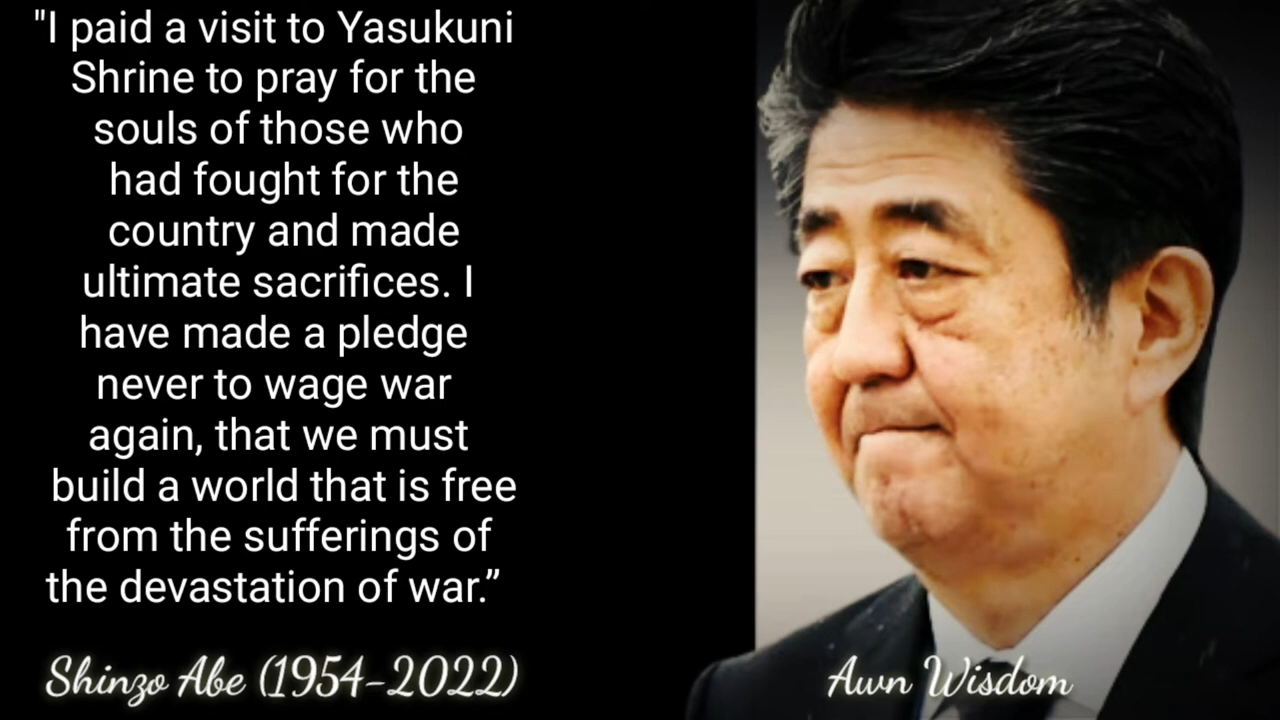 "I paid a visit to Yasukuni
Shrine to pray for the
souls of those who
had fought for the
country and made
ultimate sacrifices. I
have made a pledge
never to wage war
again, that we must
build a world that is free
from the sufferings of
the devastation of war.”
Shinzo Abe (1954-2022)
Awn Wisdom